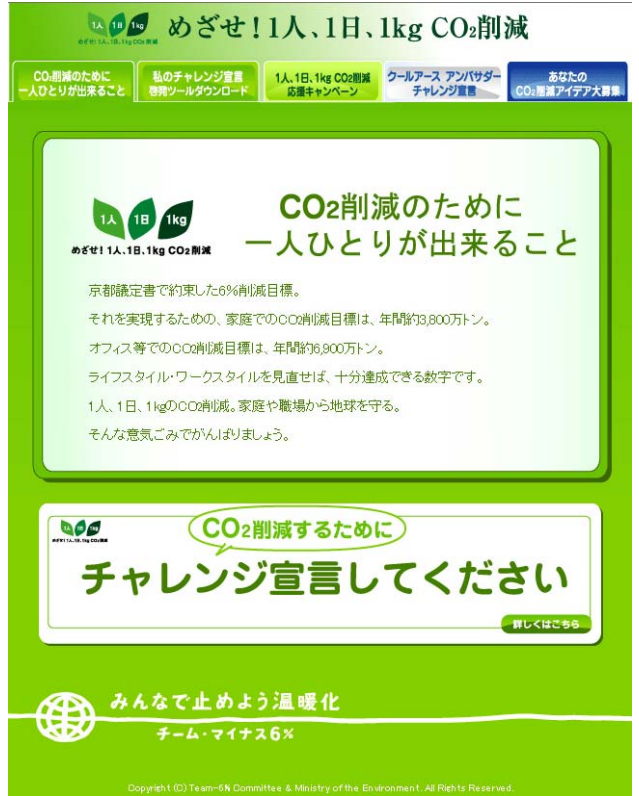 1人 1日 1kg
めざせ!1人、1日、1kg CO2削減
めざせ!1人、1日、1kg CO2削減
CO2削減のために
一人ひとりが出来ること
私のチャレンジ宣言
啓発ツールダウンロード
1人、1日、1kg CO2削減
応援キャンペーン
クールアース アンバサダー
チャレンジ宣言
あなたの
CO2削減アイデア大募集
1人 1日 1kg
めざせ!1人、1日、1kg CO2削減
CO2削減のために
一人ひとりが出来ること
京都議定書で約束した6%削減目標。
それを実現するための、家庭でのCO2削減目標は、年間約3,800万トン。
オフィス等でのCO2削減目標は、年間約6,900万トン。
ライフスタイル・ワークスタイルを見直せば、十分達成できる数字です。
1人、1日、1kgのCO2削減。家庭や職場から地球を守る。
そんな意気ごみでがんばりましょう。
1人 1日 1kg
めざせ!1人、1日、1kg CO2削減
CO2削減するために
チャレンジ宣言してください
詳しくはこちら
みんなで止めよう温暖化
チーム・マイナス6%
Copyright (C) Team-6% Committee & Ministry of the Environment. All Rights Reserved.